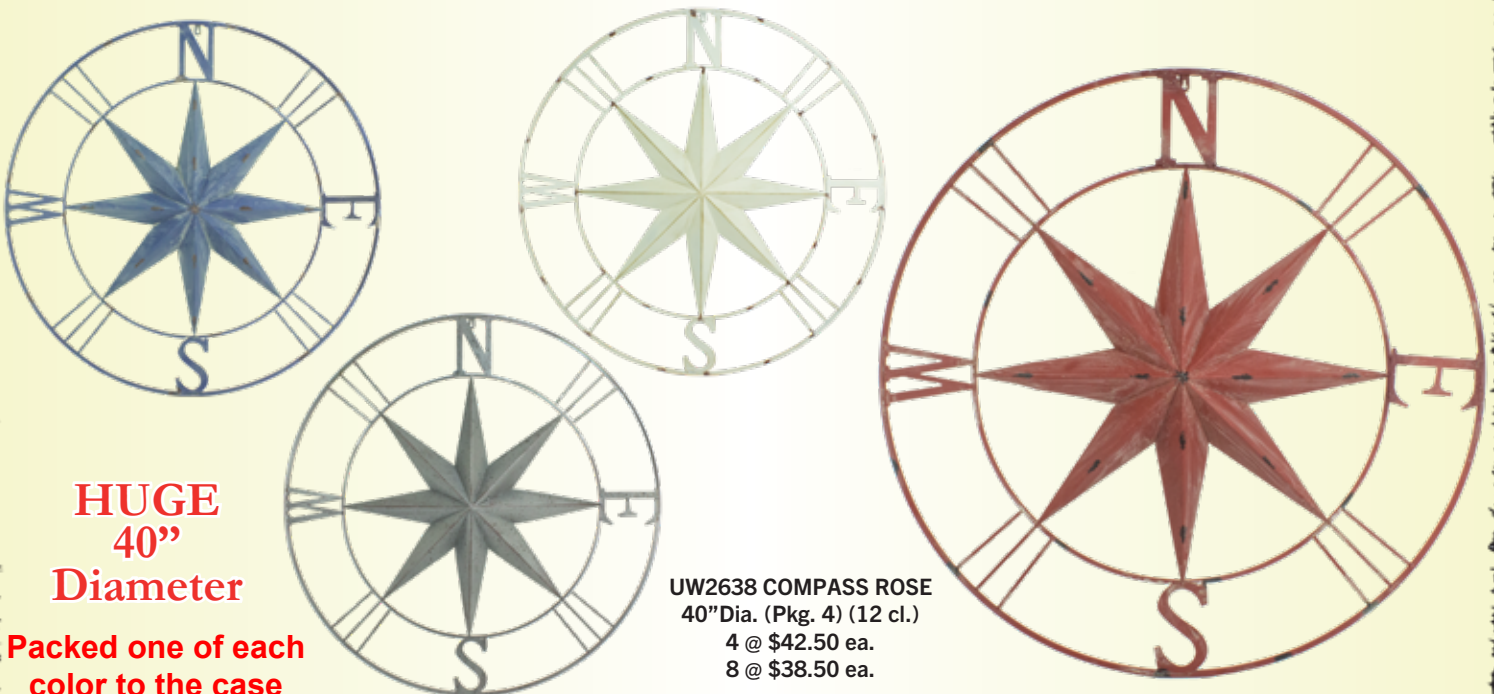 N
E
S
W
N
E
S
W
N
E
S
W
N
E
S
W
HUGE
40”
Diameter
Packed one of each
color to the case
UW2638 COMPASS ROSE
40”Dia. (Pkg. 4) (12 cl.)
4 @ $42.50 ea.
8 @ $38.50 ea.